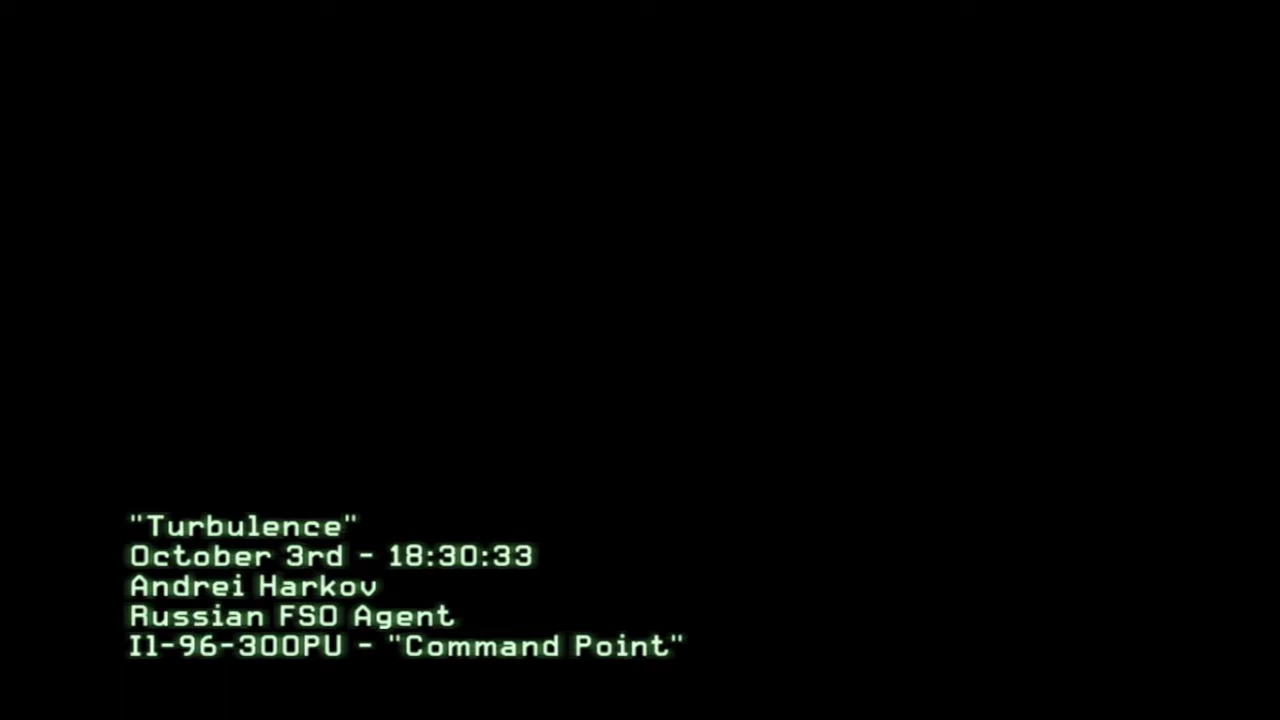 "Turbulence"
October 3rd - 18:30:33
Andrei Harkov
Russian FSO Agent
Il-96-300PU - "Command Point"